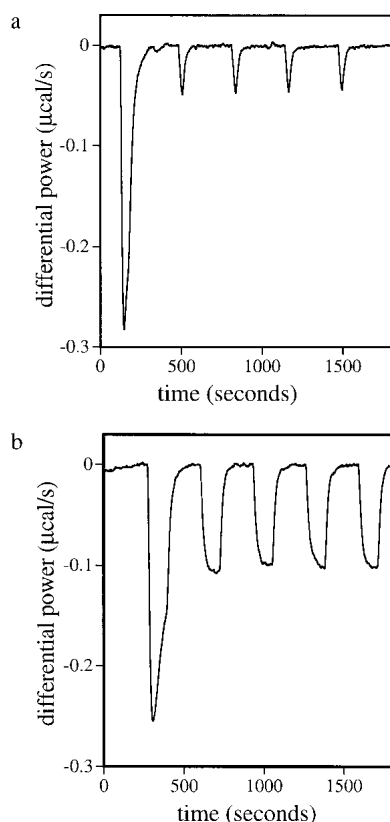 a
0
-0.1
-0.2
-0.3
differential power (μcal/s)
0 500 1000 1500
time (seconds)
b
0
-0.1
-0.2
-0.3
differential power (μcal/s)
0 500 1000 1500
time (seconds)